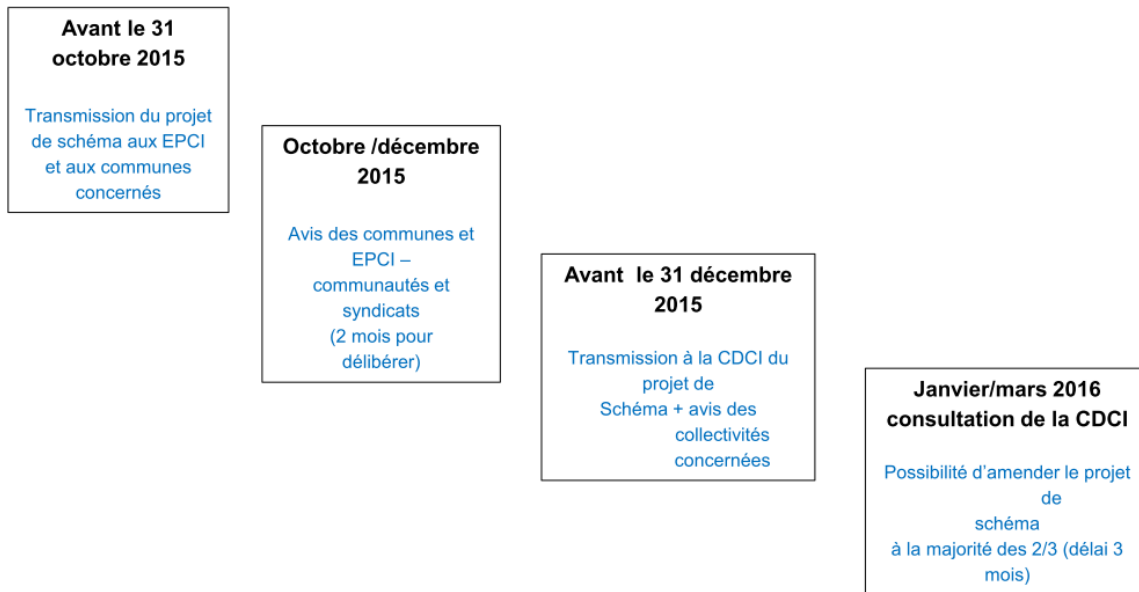 Avant le 31
octobre 2015
Transmission du projet
de schéma aux EPCI
et aux communes
concernés
Octobre /décembre
2015
Avis des communes et
EPCI –
communautés et
syndicats
(2 mois pour
délibérer)
Avant  le 31 décembre
2015
Transmission à la CDCI du
projet de
Schéma + avis des
collectivités
concernées
Janvier/mars 2016
consultation de la CDCI
Possibilité d’amender le projet
de
schéma
à la majorité des 2/3 (délai 3
mois)